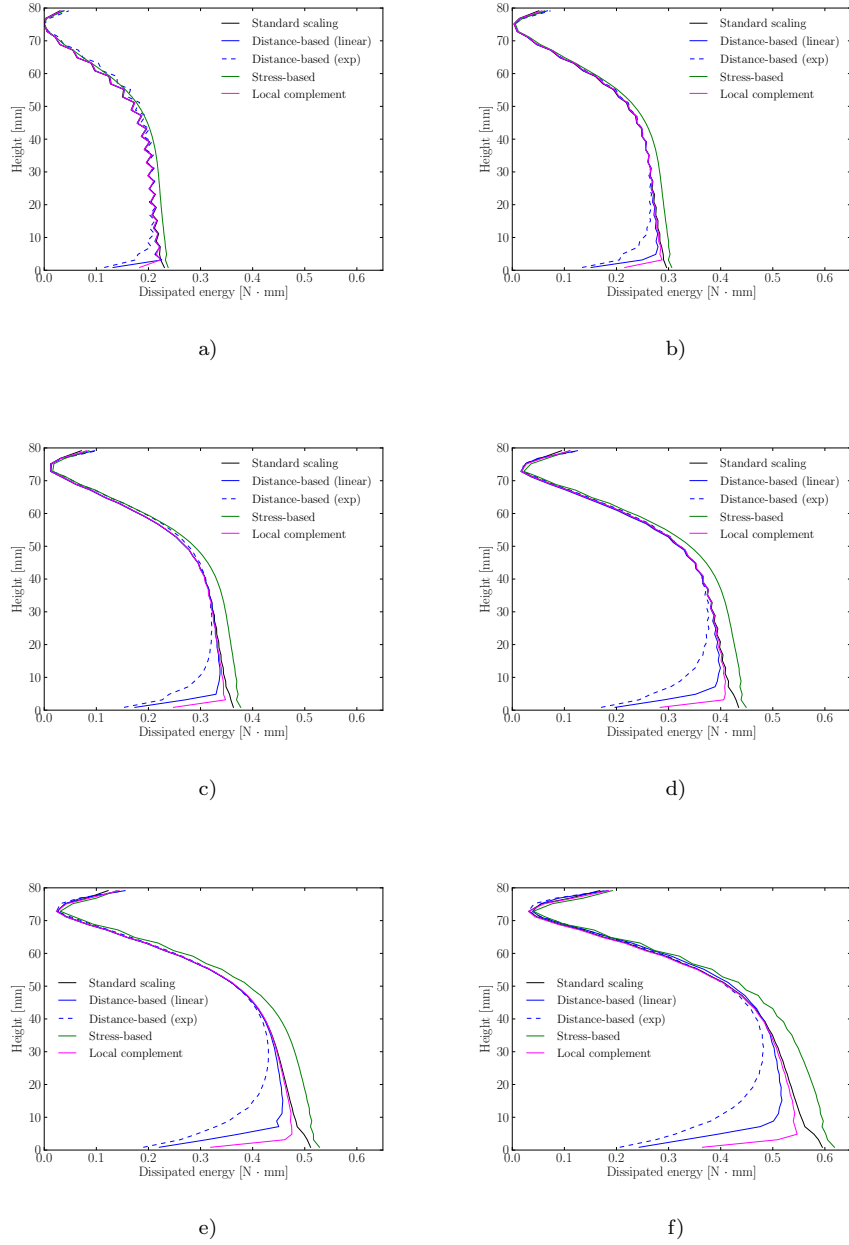 80
70
60
50
40
30
20
10
0
Height [mm]
Standard scaling
Distance-based (linear)
Distance-based (exp)
Stress-based
Local complement
0.0 0.1 0.2 0.3 0.4 0.5 0.6
Dissipated energy [N · mm]
a)
80
70
60
50
40
30
20
10
0
Height [mm]
Standard scaling
Distance-based (linear)
Distance-based (exp)
Stress-based
Local complement
0.0 0.1 0.2 0.3 0.4 0.5 0.6
Dissipated energy [N · mm]
b)
80
70
60
50
40
30
20
10
0
Height [mm]
Standard scaling
Distance-based (linear)
Distance-based (exp)
Stress-based
Local complement
0.0 0.1 0.2 0.3 0.4 0.5 0.6
Dissipated energy [N · mm]
c)
80
70
60
50
40
30
20
10
0
Height [mm]
Standard scaling
Distance-based (linear)
Distance-based (exp)
Stress-based
Local complement
0.0 0.1 0.2 0.3 0.4 0.5 0.6
Dissipated energy [N · mm]
d)
80
70
60
50
40
30
20
10
0
Height [mm]
Standard scaling
Distance-based (linear)
Distance-based (exp)
Stress-based
Local complement
0.0 0.1 0.2 0.3 0.4 0.5 0.6
Dissipated energy [N · mm]
e)
80
70
60
50
40
30
20
10
0
Height [mm]
Standard scaling
Distance-based (linear)
Distance-based (exp)
Stress-based
Local complement
0.0 0.1 0.2 0.3 0.4 0.5 0.6
Dissipated energy [N · mm]
f)